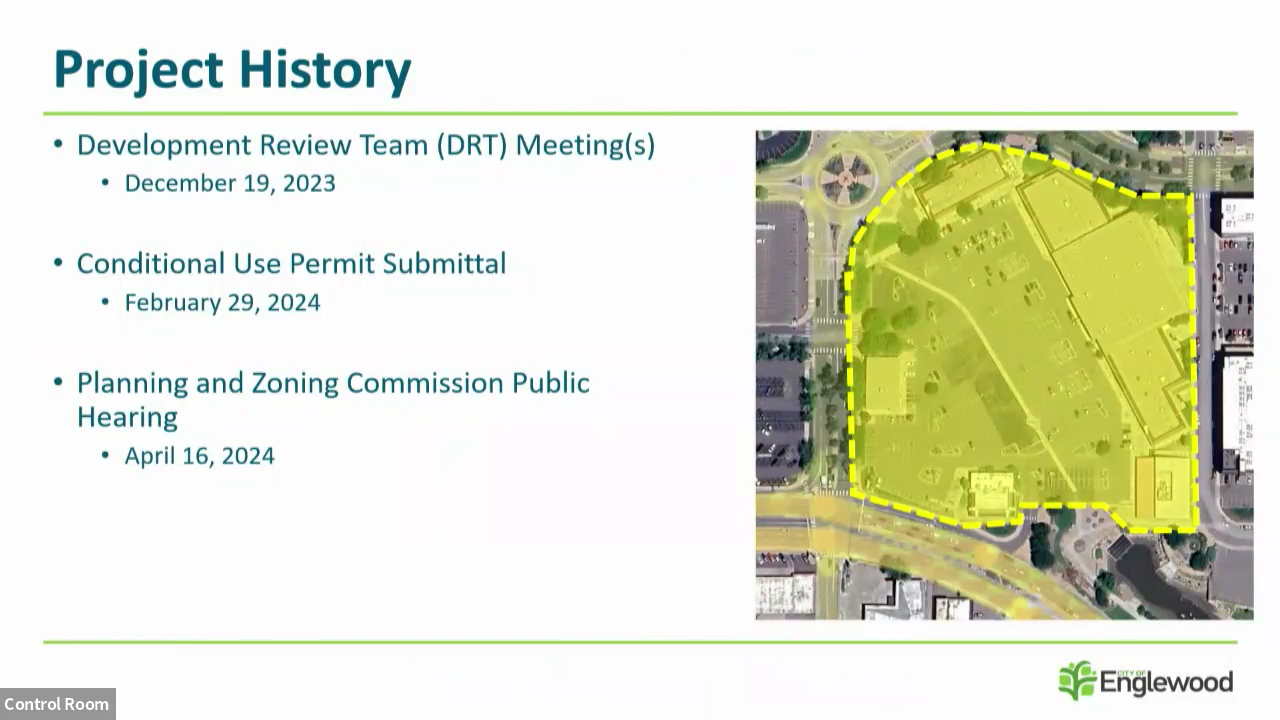 Project History
• Development Review Team (DRT) Meeting(s)
• December 19, 2023
• Conditional Use Permit Submittal
• February 29, 2024
• Planning and Zoning Commission Public
Hearing
• April 16, 2024
CITY OF
Englewood
Control Room